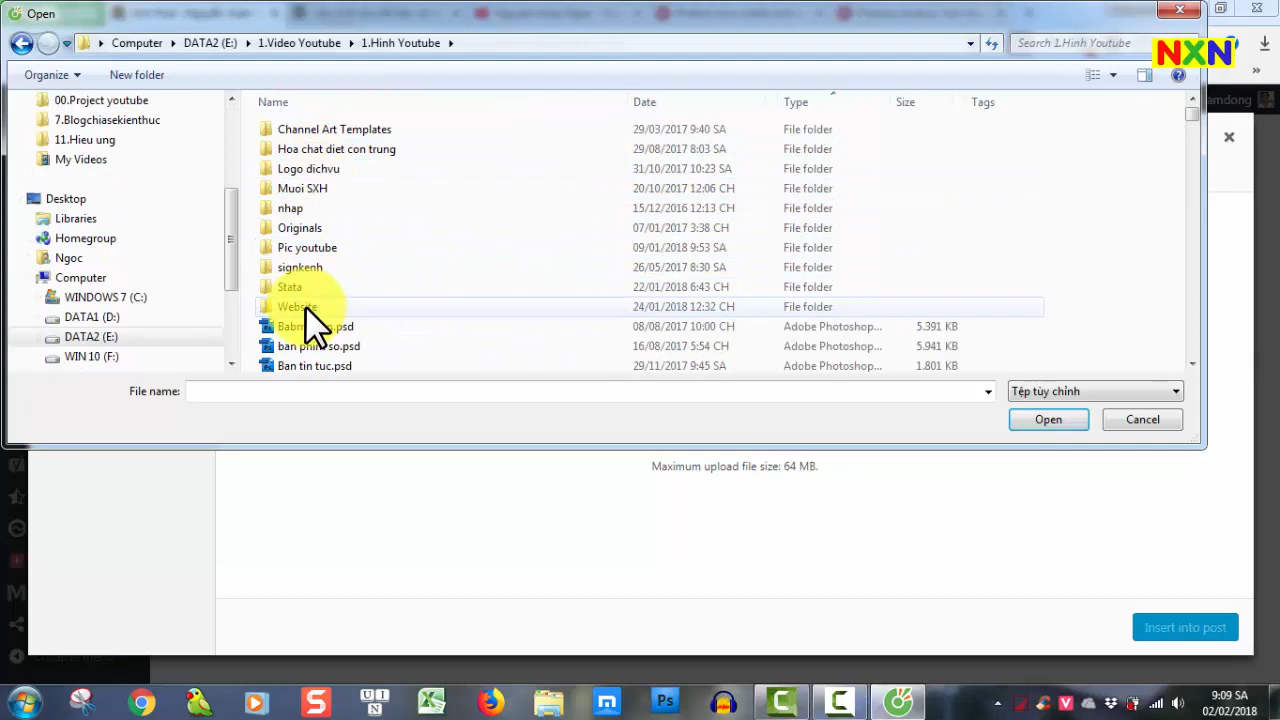 Open
Computer ▸ DATA2 (E:) ▸ 1.Video Youtube ▸ 1.Hinh Youtube ▸
Search 1.Hinh Youtube
NXN
Organize
New folder
amdong
Name Date Type Size Tags
00.Project youtube
7.Blogchiasekienthuc
11.Hieu ung
My Videos
Desktop
Libraries
Homegroup
Ngoc
Computer
WINDOWS 7 (C:)
DATA1 (D:)
DATA2 (E:)
WIN 10 (F:)
Channel Art Templates 29/03/2017 9:40 SA File folder
Hoa chat diet con trung 29/08/2017 8:03 SA File folder
Logo dichvu 31/10/2017 10:23 SA File folder
Muoi SXH 20/10/2017 12:06 CH File folder
nhap 15/12/2016 12:13 CH File folder
Originals 07/01/2017 3:38 CH File folder
Pic youtube 09/01/2018 9:53 SA File folder
signkenh 26/05/2017 8:30 SA File folder
Stata 22/01/2018 6:43 CH File folder
Website 24/01/2018 12:32 CH File folder
.psd 08/08/2017 10:00 CH Adobe Photoshop... 5.391 KB
ban phim so.psd 16/08/2017 5:54 CH Adobe Photoshop... 5.941 KB
Ban tin tuc.psd 29/11/2017 9:45 SA Adobe Photoshop... 1.801 KB
File name:
Tệp tùy chỉnh
Open
Cancel
Maximum upload file size: 64 MB.
Insert into post
9:09 SA
02/02/2018